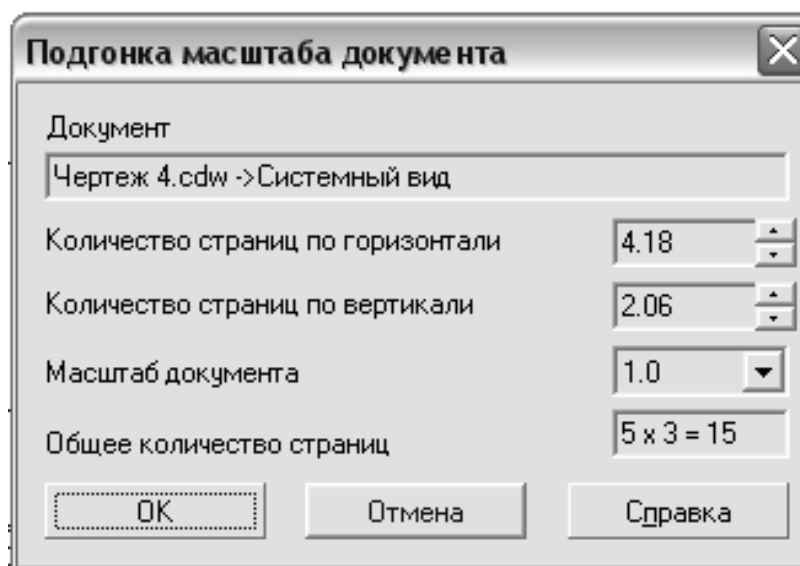 Подгонка масштаба документа
Документ
Чертеж 4.cdw ->Системный вид
Количество страниц по горизонтали 4.18
Количество страниц по вертикали 2.06
Масштаб документа 1.0
Общее количество страниц 5 x 3 = 15
OK Отмена Справка